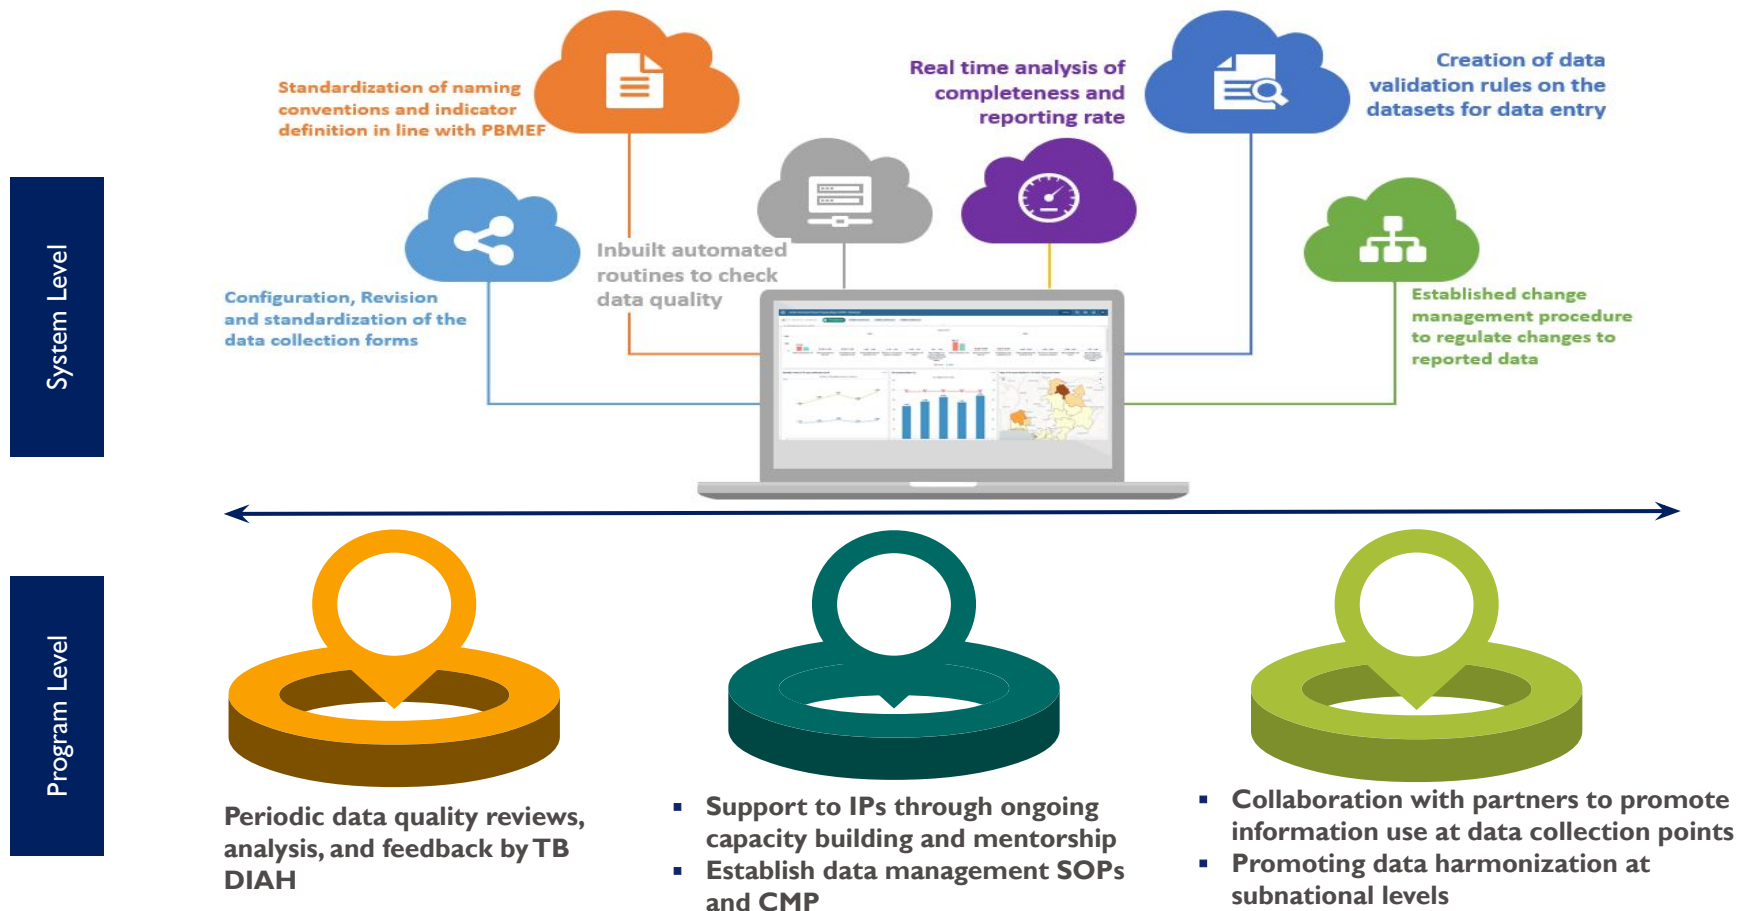 System Level
Standardization of naming
conventions and indicator
definition in line with PBMEF
Real time analysis of
completeness and
reporting rate
Creation of data
validation rules on the
datasets for data entry
Inbuilt automated
routines to check
data quality
Configuration, Revision
and standardization of the
data collection forms
Established change
management procedure
to regulate changes to
reported data
Program Level
Periodic data quality reviews,
analysis, and feedback by TB
DIAH
▪ Support to IPs through ongoing
capacity building and mentorship
▪ Establish data management SOPs
and CMP
▪ Collaboration with partners to promote
information use at data collection points
▪ Promoting data harmonization at
subnational levels